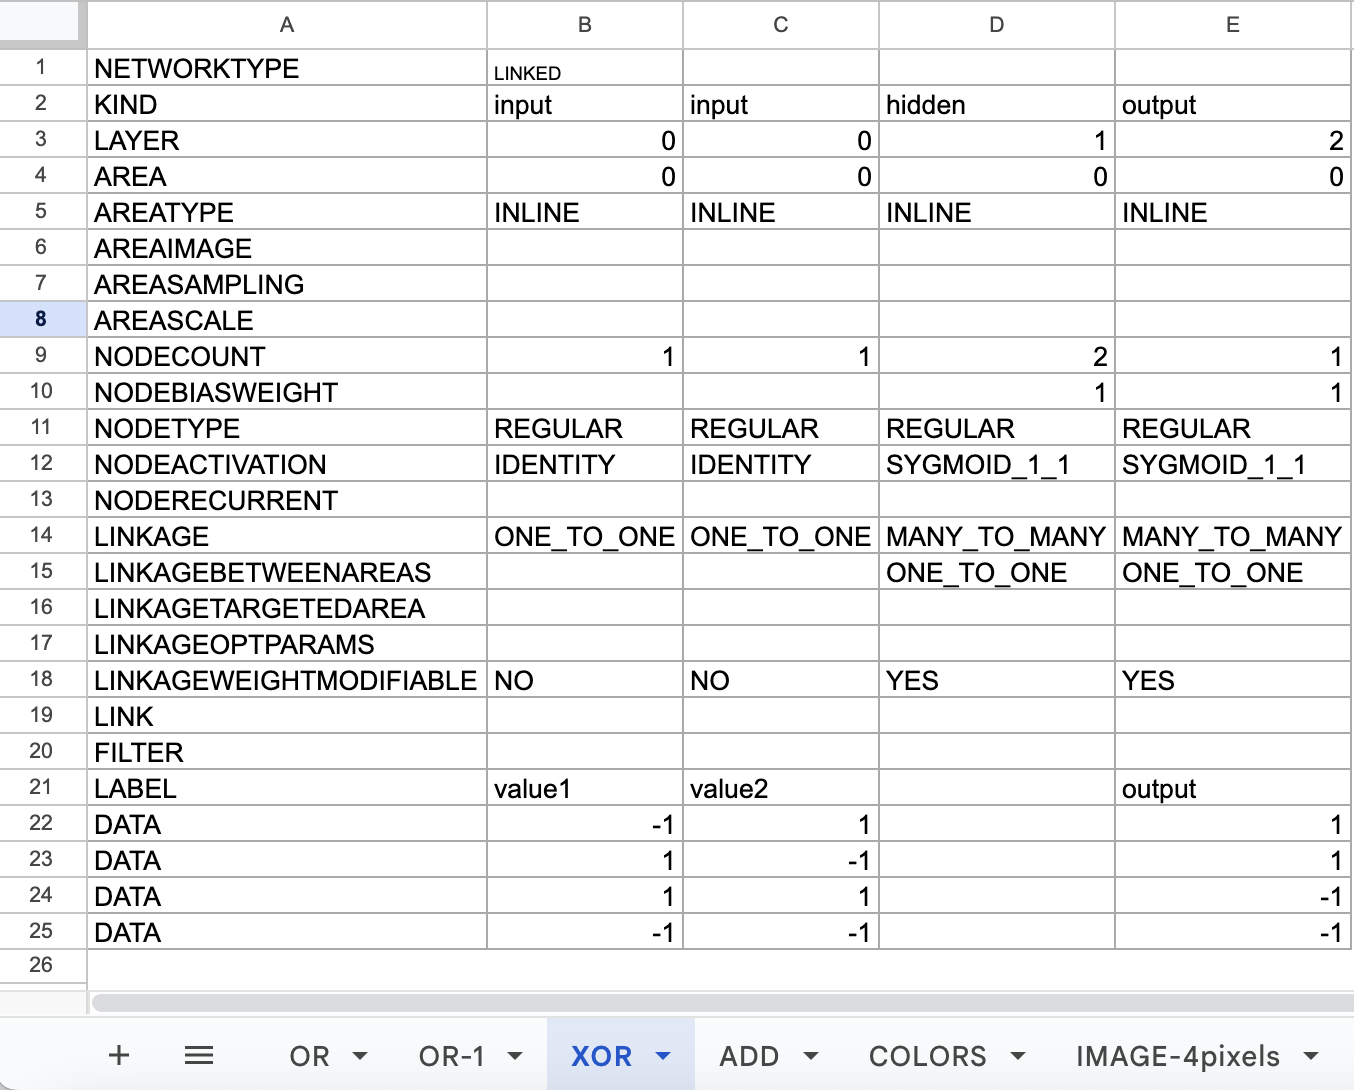 A B C D E
1 NETWORKTYPE LINKED
2 KIND input input hidden output
3 LAYER 0 0 1 2
4 AREA 0 0 0 0
5 AREATYPE INLINE INLINE INLINE INLINE
6 AREAIMAGE
7 AREASAMPLING
8 AREASCALE
9 NODECOUNT 1 1 2 1
10 NODEBIASWEIGHT 1 1
11 NODETYPE REGULAR REGULAR REGULAR REGULAR
12 NODEACTIVATION IDENTITY IDENTITY SYGMOID_1_1 SYGMOID_1_1
13 NODERECURRENT
14 LINKAGE ONE_TO_ONE ONE_TO_ONE MANY_TO_MANY MANY_TO_MANY
15 LINKAGEBETWEENAREAS ONE_TO_ONE ONE_TO_ONE
16 LINKAGETARGETEDAREA
17 LINKAGEOPTPARAMS
18 LINKAGEWEIGHTMODIFIABLE NO NO YES YES
19 LINK
20 FILTER
21 LABEL value1 value2 output
22 DATA -1 1 1
23 DATA 1 -1 1
24 DATA 1 1 -1
25 DATA -1 -1 -1
26
OR OR-1 XOR ADD COLORS IMAGE-4pixels